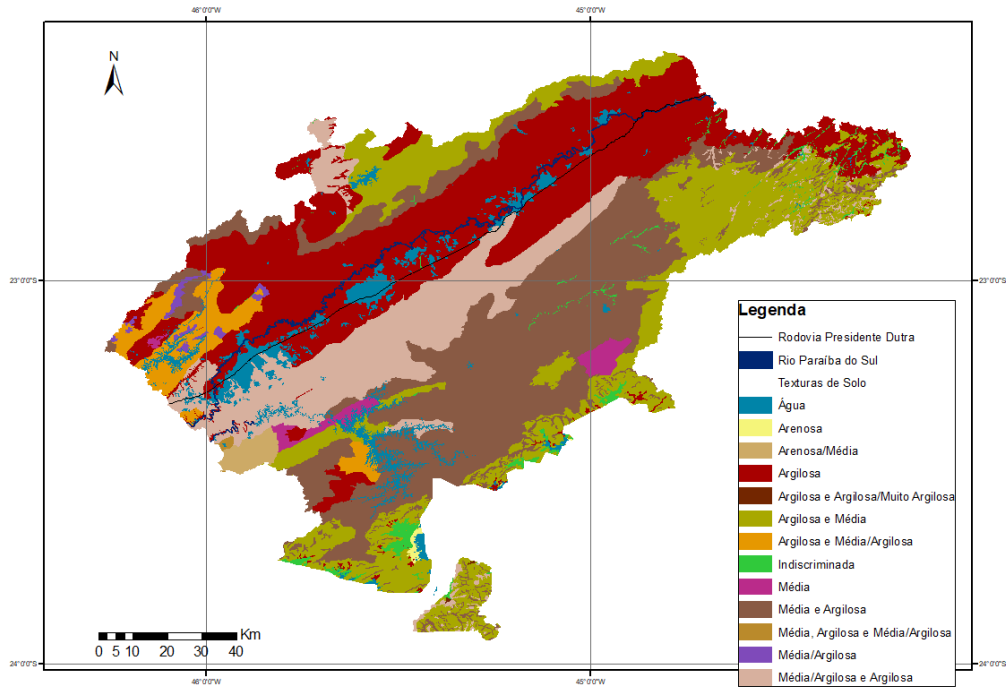 46°0'0"W
45°0'0"W
N
23°0'0"S
23°0'0"S
Legenda
Rodovia Presidente Dutra
Rio Paraíba do Sul
Texturas de Solo
Água
Arenosa
Arenosa/Média
Argilosa
Argilosa e Argilosa/Muito Argilosa
Argilosa e Média
Argilosa e Média/Argilosa
Indiscriminada
Média
Média e Argilosa
Média, Argilosa e Média/Argilosa
Média/Argilosa
Média/Argilosa e Argilosa
Km
0 5 10 20 30 40
24°0'0"S
24°0'0"S
46°0'0"W
45°0'0"W